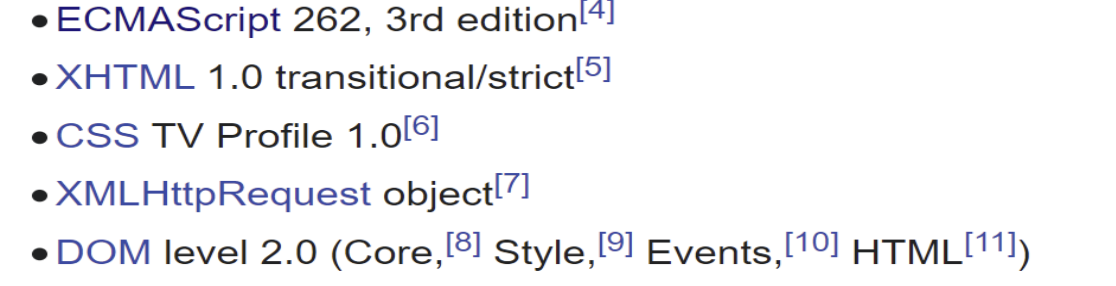 • ECMAScript 262, 3rd edition[4]
• XHTML 1.0 transitional/strict[5]
• CSS TV Profile 1.0[6]
• XMLHttpRequest object[7]
• DOM level 2.0 (Core,[8] Style,[9] Events,[10] HTML[11])